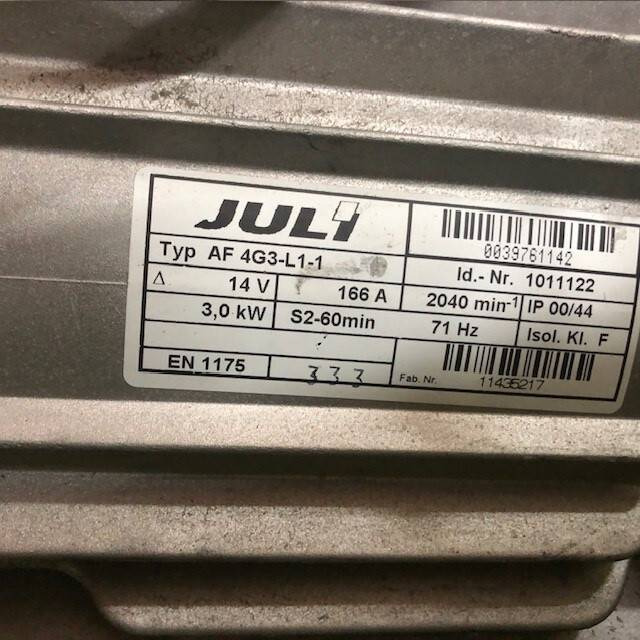 JULI
0039761142
Typ AF 4G3-L1-1
Id.- Nr. 1011122
Δ 14 V 166 A 2040 min-¹ IP 00/44
3,0 kW S2-60min 71 Hz Isol. Kl. F
EN 1175 333 Fab. Nr. 11435217